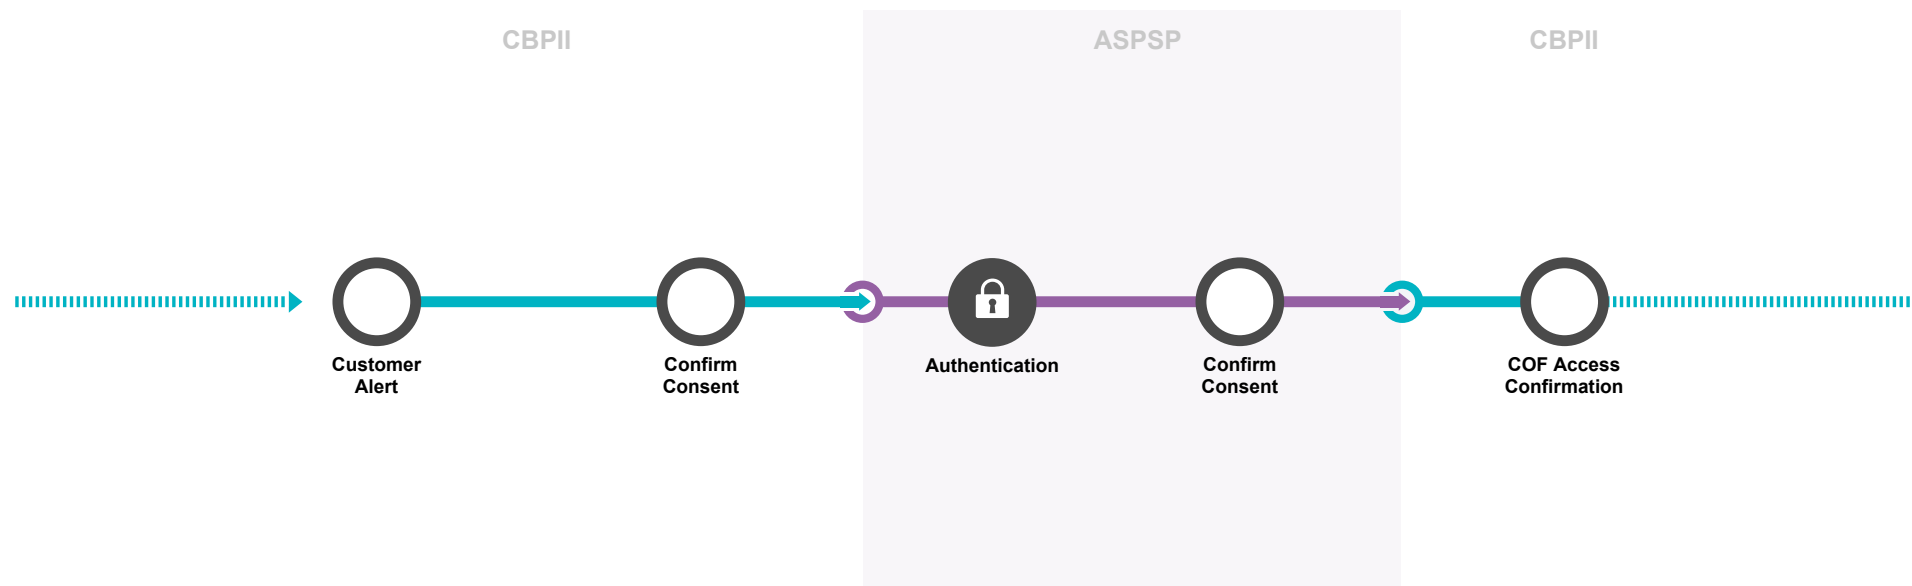 CBPII
ASPSP
CBPII
Customer
Alert
Confirm
Consent
Authentication
Confirm
Consent
COF Access
Confirmation